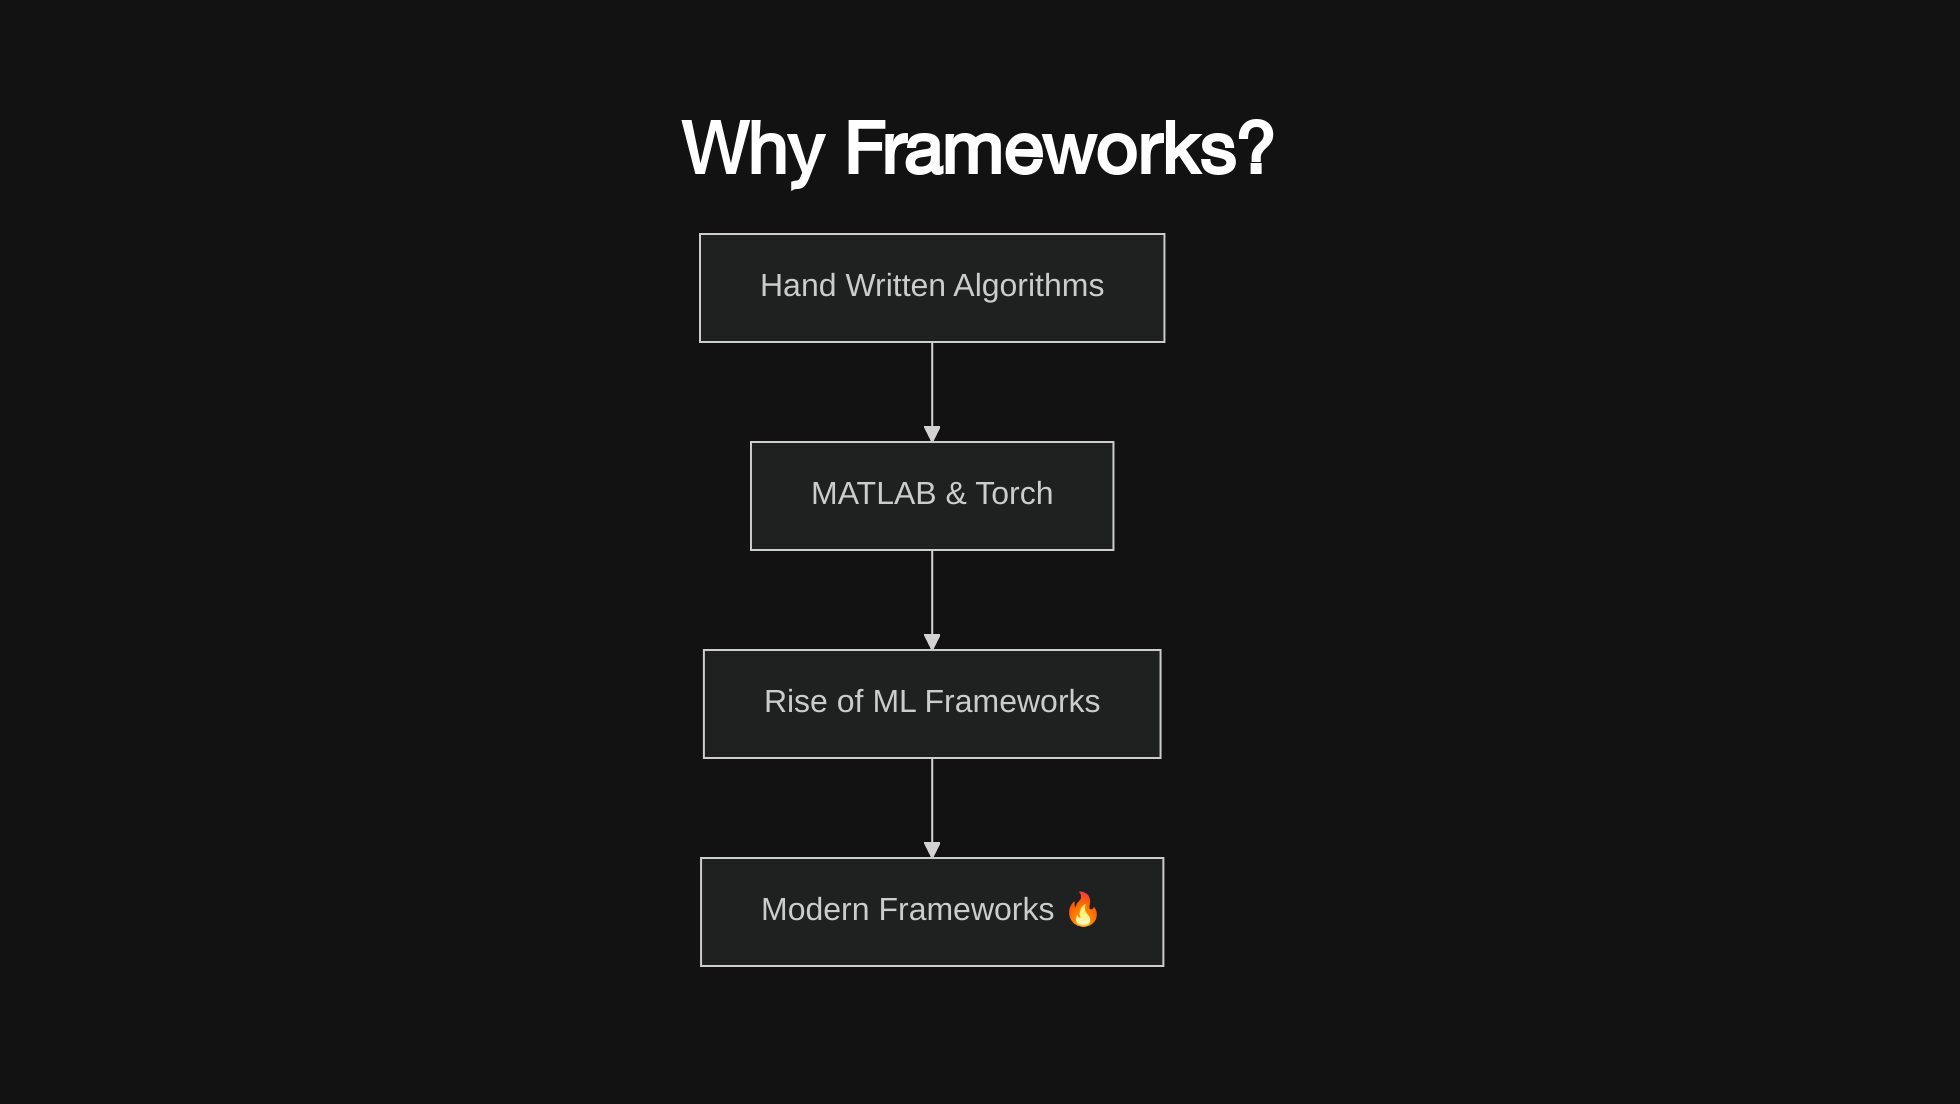 Why Frameworks?
Hand Written Algorithms
MATLAB & Torch
Rise of ML Frameworks
Modern Frameworks 🔥